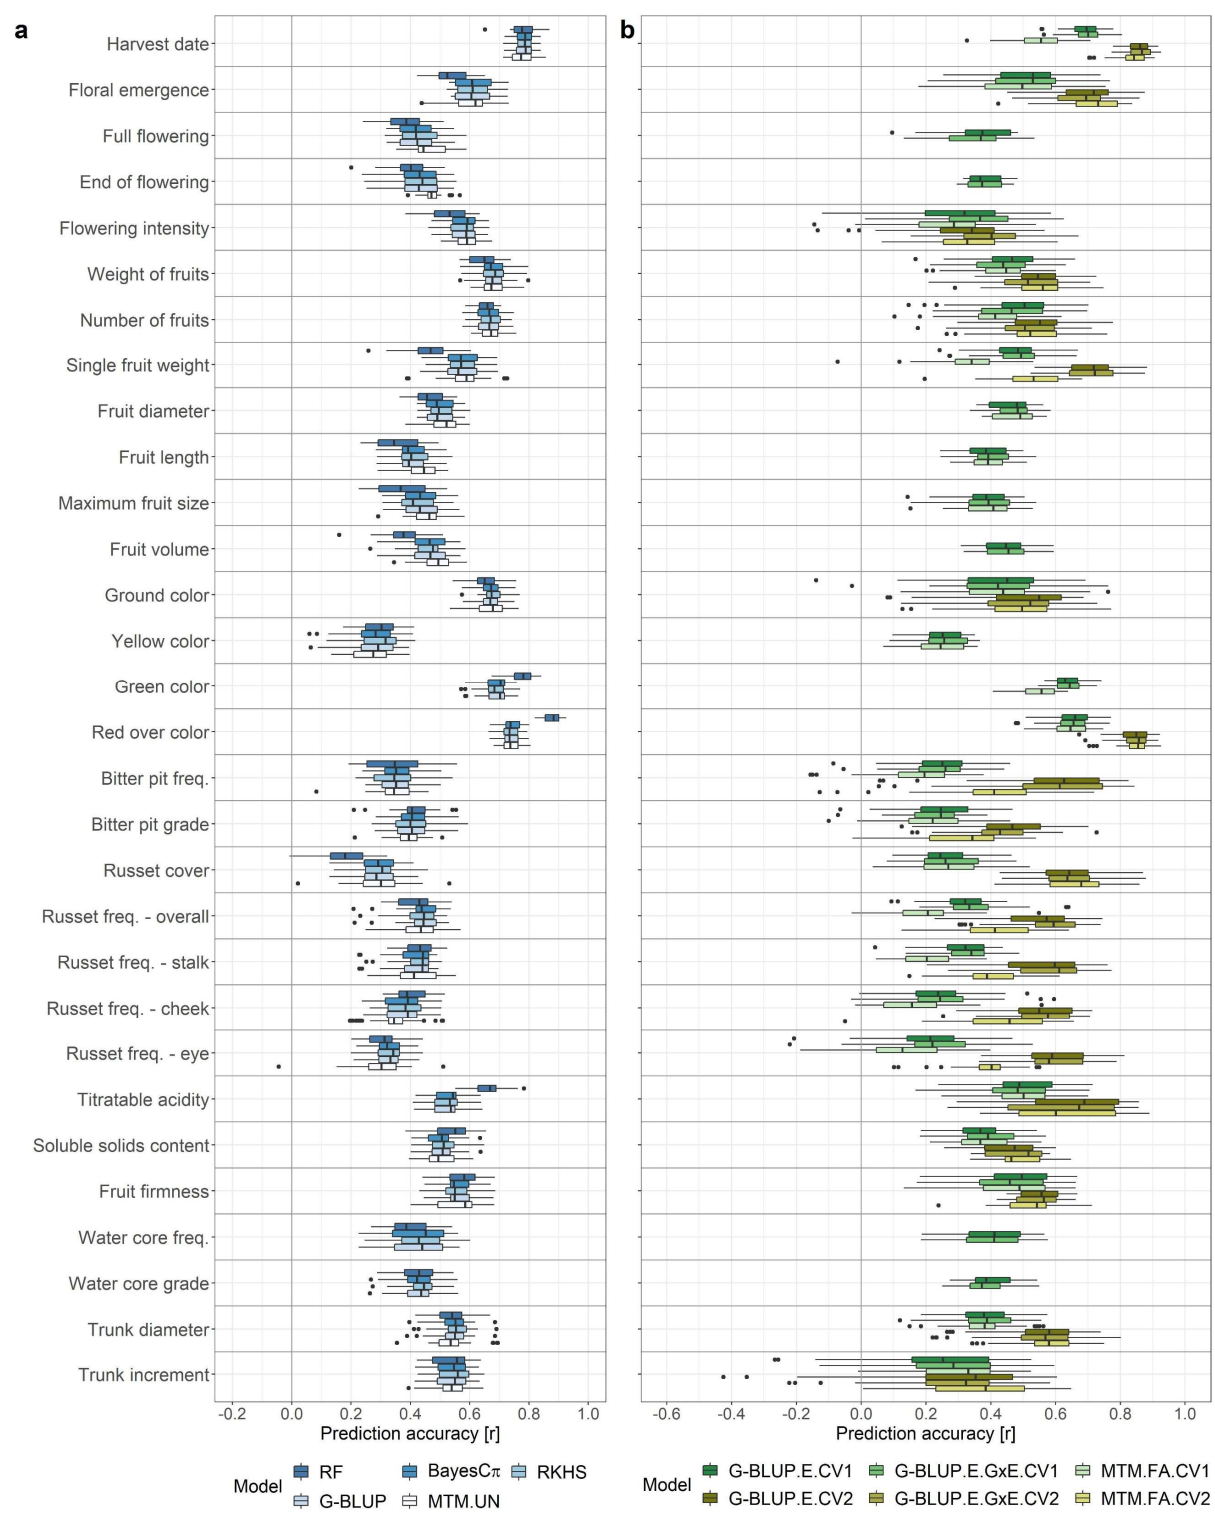 a
b
Harvest date
Floral emergence
Full flowering
End of flowering
Flowering intensity
Weight of fruits
Number of fruits
Single fruit weight
Fruit diameter
Fruit length
Maximum fruit size
Fruit volume
Ground color
Yellow color
Green color
Red over color
Bitter pit freq.
Bitter pit grade
Russet cover
Russet freq. - overall
Russet freq. - stalk
Russet freq. - cheek
Russet freq. - eye
Titratable acidity
Soluble solids content
Fruit firmness
Water core freq.
Water core grade
Trunk diameter
Trunk increment
-0.2 0.0 0.2 0.4 0.6 0.8 1.0
-0.6 -0.4 -0.2 0.0 0.2 0.4 0.6 0.8 1.0
Prediction accuracy [r]
Prediction accuracy [r]
Model
RF BayesCπ RKHS
G-BLUP MTM.UN
Model
G-BLUP.E.CV1 G-BLUP.E.GxE.CV1 MTM.FA.CV1
G-BLUP.E.CV2 G-BLUP.E.GxE.CV2 MTM.FA.CV2